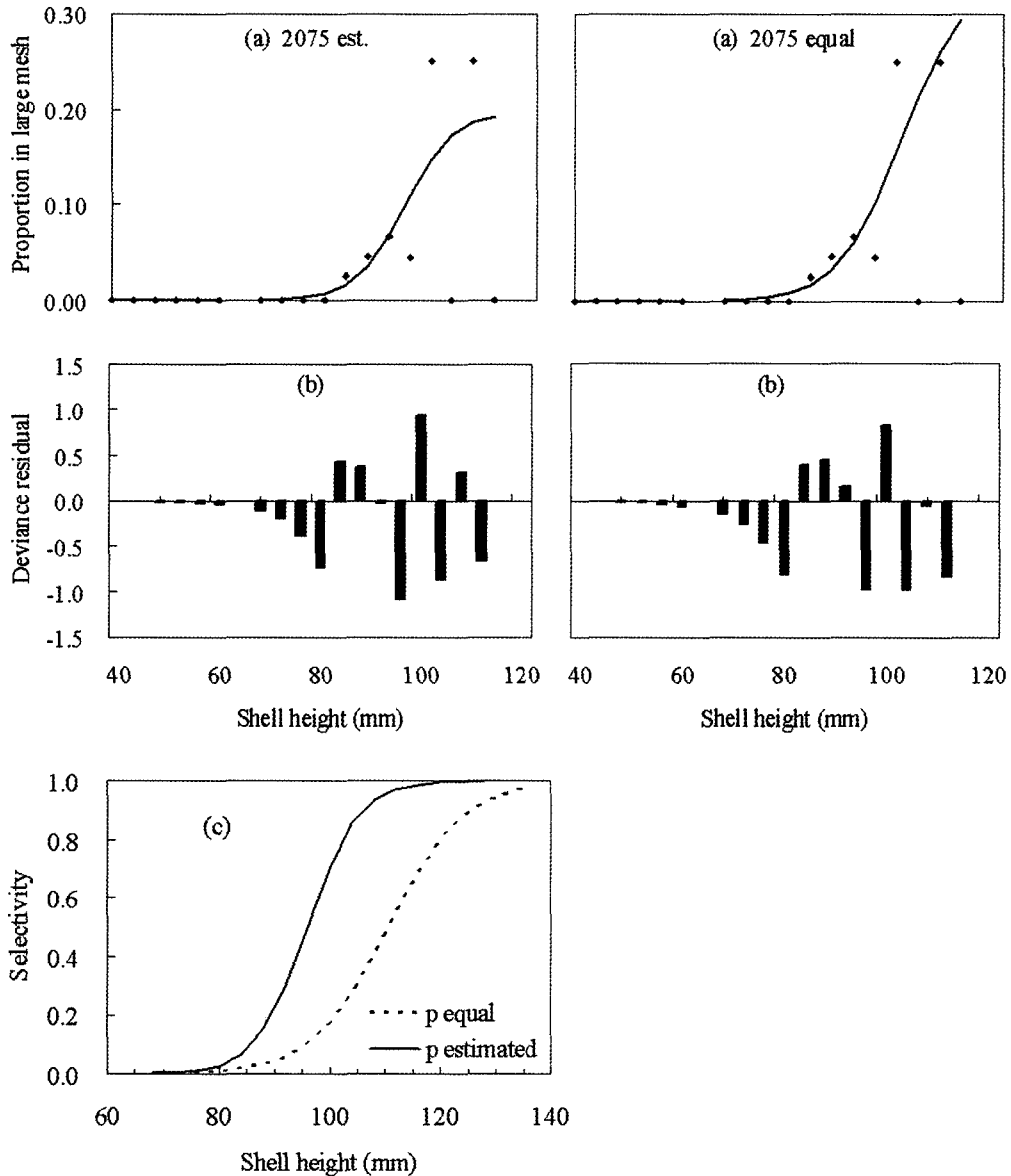 (a) 2075 est.
Proportion in large mesh
0.30
0.20
0.10
0.00
(a) 2075 equal
(b)
Deviance residual
1.5
1.0
0.5
0.0
-0.5
-1.0
-1.5
40 60 80 100 120
Shell height (mm)
(b)
40 60 80 100 120
Shell height (mm)
(c)
Selectivity
1.0
0.8
0.6
0.4
0.2
0.0
p equal
p estimated
60 80 100 120 140
Shell height (mm)